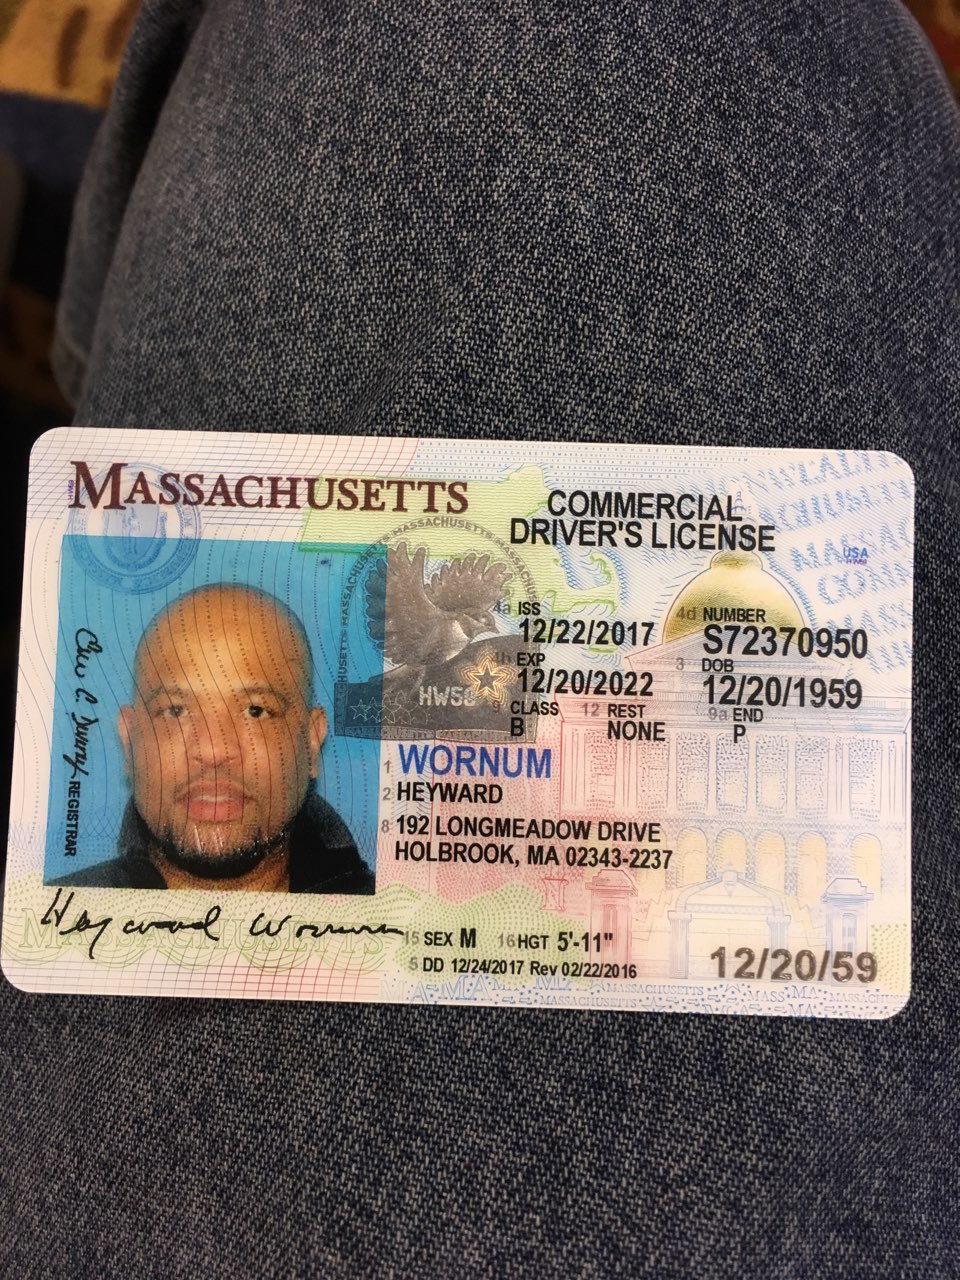 MASSACHUSETTS
COMMERCIAL
DRIVER'S LICENSE
USA
4a ISS
12/22/2017
4d NUMBER
S72370950
4b EXP
12/20/2022
3 DOB
12/20/1959
9 CLASS
B
12 REST
NONE
9a END
P
HW59
1 WORNUM
2 HEYWARD
8 192 LONGMEADOW DRIVE
HOLBROOK, MA 02343-2237
REGISTRAR
Heyward Wornum
15 SEX M 16 HGT 5'-11"
5 DD 12/24/2017 Rev 02/22/2016
12/20/59